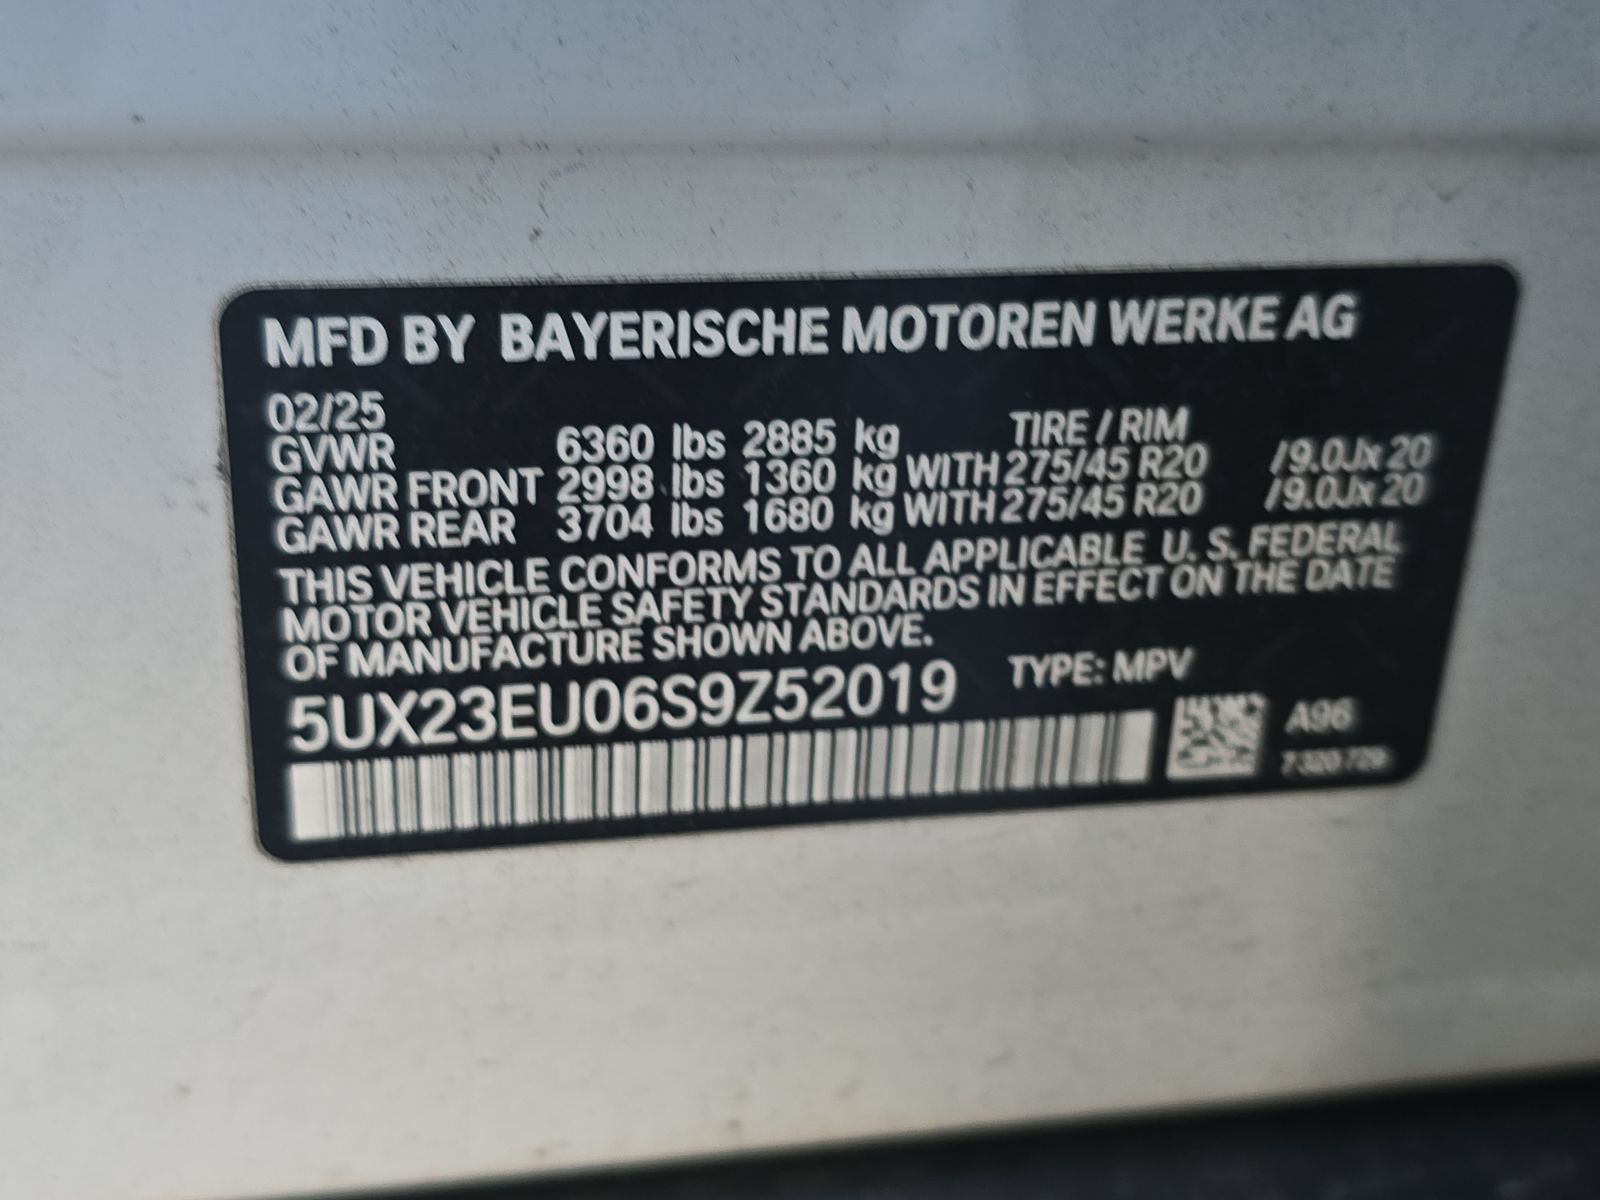 MFD BY BAYERISCHE MOTOREN WERKE AG
02/25 TIRE / RIM
GVWR 6360 lbs 2885 kg
GAWR FRONT 2998 lbs 1360 kg WITH 275/45 R20 /9.0Jx20
GAWR REAR 3704 lbs 1680 kg WITH 275/45 R20 /9.0Jx20
THIS VEHICLE CONFORMS TO ALL APPLICABLE U. S. FEDERAL
MOTOR VEHICLE SAFETY STANDARDS IN EFFECT ON THE DATE
OF MANUFACTURE SHOWN ABOVE.
5UX23EU06S9Z52019 TYPE: MPV
A96